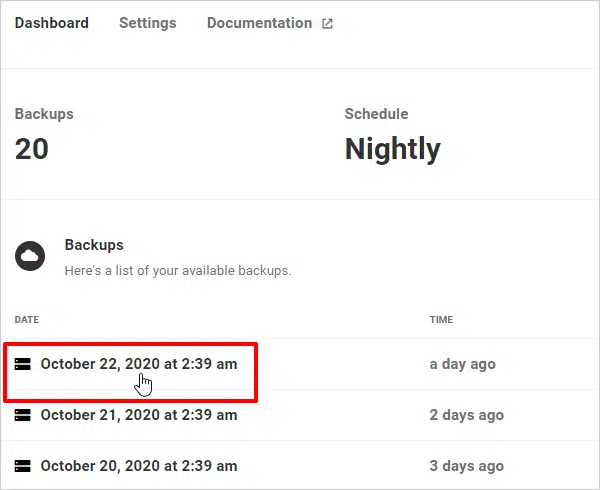 Dashboard Settings Documentation
Backups Schedule
20 Nightly
Backups
Here's a list of your available backups.
DATE TIME
October 22, 2020 at 2:39 am a day ago
October 21, 2020 at 2:39 am 2 days ago
October 20, 2020 at 2:39 am 3 days ago